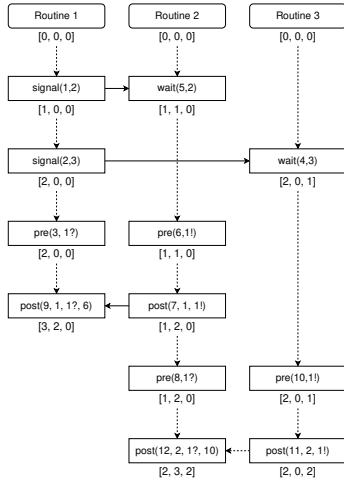 Routine 1 Routine 2 Routine 3
[0, 0, 0] [0, 0, 0] [0, 0, 0]
signal(1,2) wait(5,2)
[1, 0, 0] [1, 1, 0]
signal(2,3) wait(4,3)
[2, 0, 0] [2, 0, 1]
pre(3, 1?) pre(6,1!)
[2, 0, 0] [1, 1, 0]
post(9, 1, 1?, 6) post(7, 1, 1!)
[3, 2, 0] [1, 2, 0]
pre(8,1?) pre(10,1!)
[1, 2, 0] [2, 0, 1]
post(12, 2, 1?, 10) post(11, 2, 1!)
[2, 3, 2] [2, 0, 2]